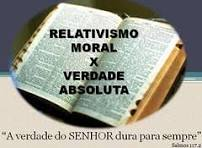 RELATIVISMO
MORAL
X
VERDADE
ABSOLUTA
“A verdade do SENHOR dura para sempre”
Salmos 117.2